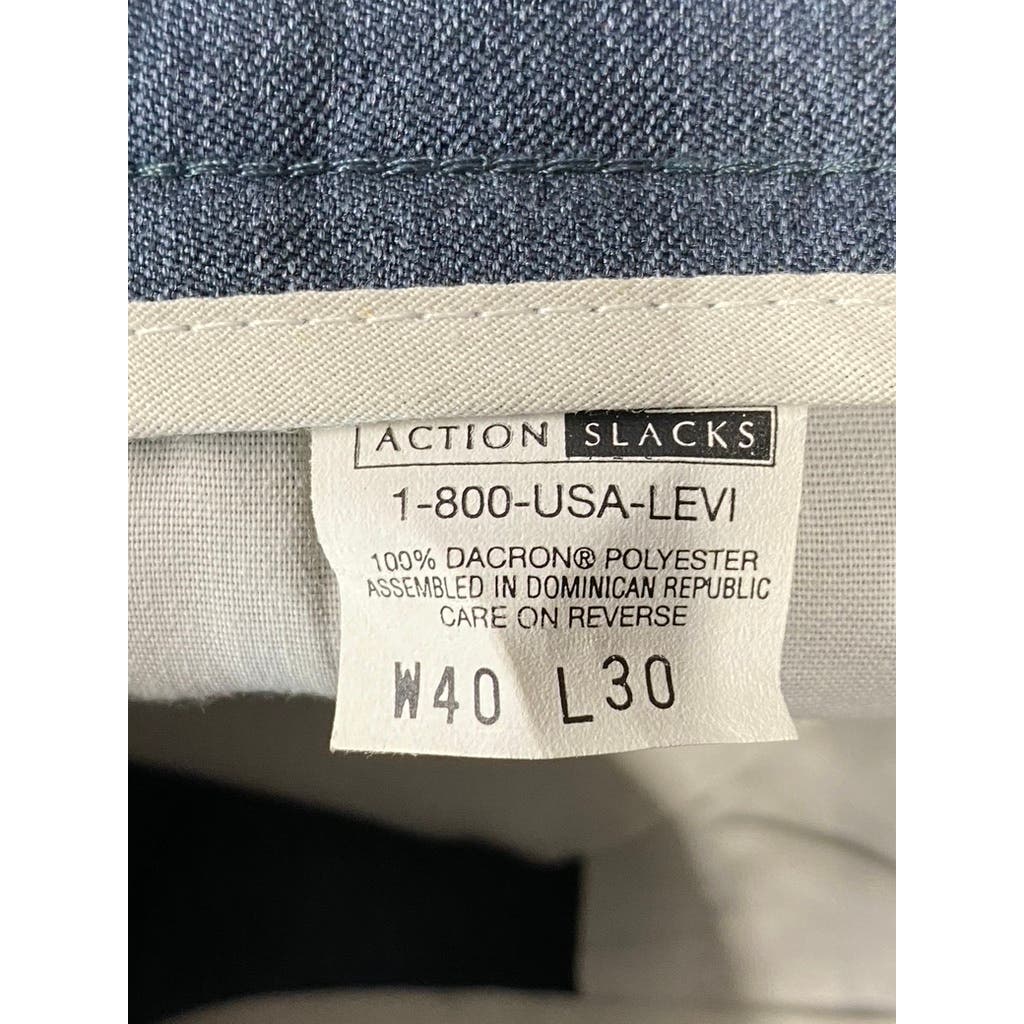 ACTION SLACKS
1-800-USA-LEVI
100% DACRON® POLYESTER
ASSEMBLED IN DOMINICAN REPUBLIC
CARE ON REVERSE
W40 L30